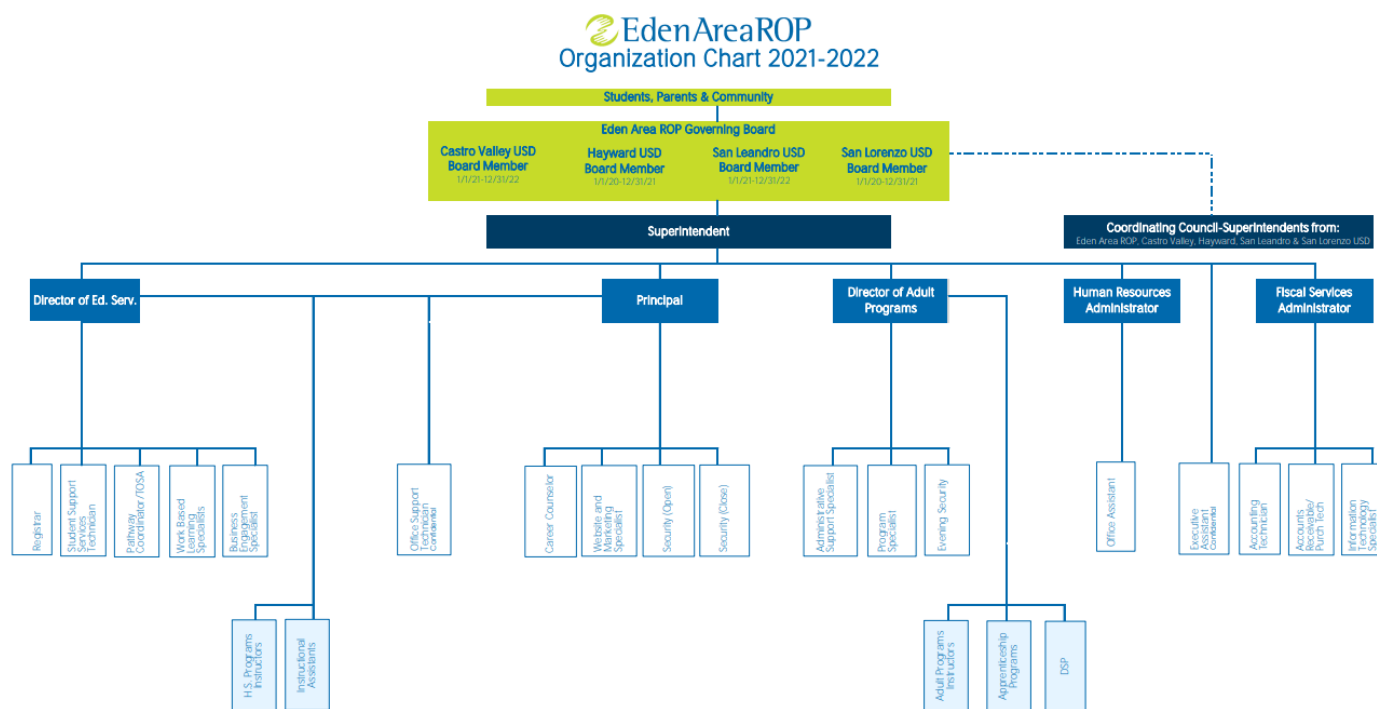 EdenAreaROP
Organization Chart 2021-2022
Students, Parents & Community
Eden Area ROP Governing Board
Castro Valley USD
Board Member
1/1/21-12/31/22
Hayward USD
Board Member
1/1/20-12/31/21
San Leandro USD
Board Member
1/1/21-12/31/22
San Lorenzo USD
Board Member
1/1/20-12/31/21
Superintendent
Coordinating Council-Superintendents from:
Eden Area ROP, Castro Valley, Hayward, San Leandro & San Lorenzo USD
Director of Ed. Serv.
Principal
Director of Adult
Programs
Human Resources
Administrator
Fiscal Services
Administrator
Registrar
Student Support
Services
Technician
Pathway
Coordinator/TOSA
Work-Based
Learning
Specialists
Business
Engagement
Specialist
Office Support
Technician
Confidential
Career Counselor
Website and
Marketing
Specialist
Security (Open)
Security (Close)
Administrative
Support Specialist
Program
Specialist
Evening Security
Office Assistant
Executive
Assistant
Confidential
Accounting
Technician
Accounts
Receivable/
Purch Tech
Information
Technology
Specialist
H.S. Programs
Instructors
Instructional
Assistants
Adult Programs
Instructors
Apprenticeship
Programs
DSP